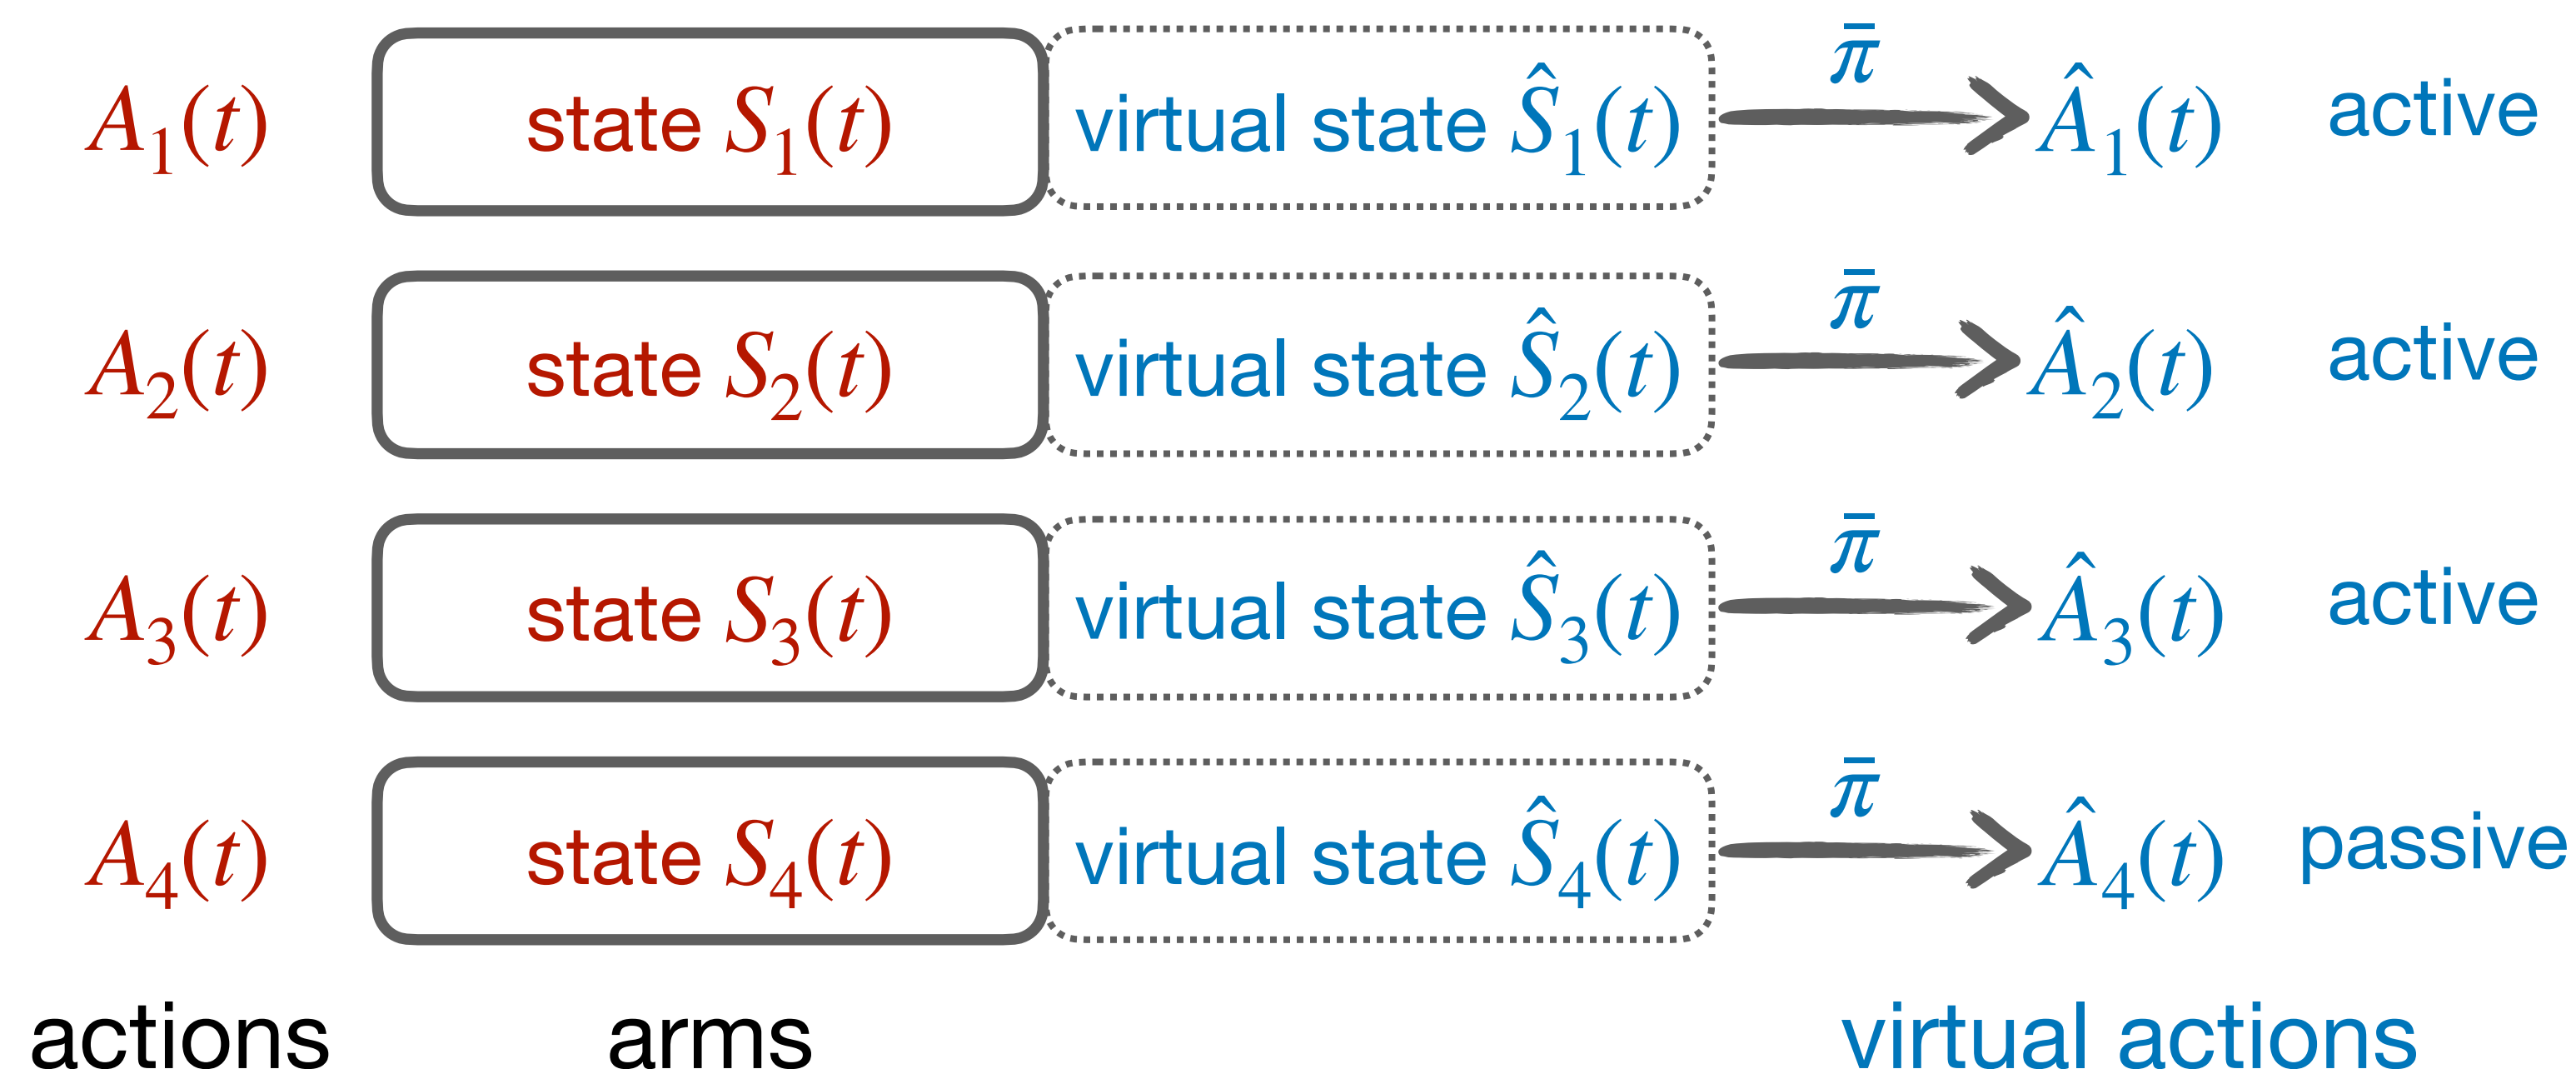 A₁(t) state S₁(t) virtual state Ŝ₁(t) π̄ Â₁(t) active
A₂(t) state S₂(t) virtual state Ŝ₂(t) π̄ Â₂(t) active
A₃(t) state S₃(t) virtual state Ŝ₃(t) π̄ Â₃(t) active
A₄(t) state S₄(t) virtual state Ŝ₄(t) π̄ Â₄(t) passive
actions arms virtual actions